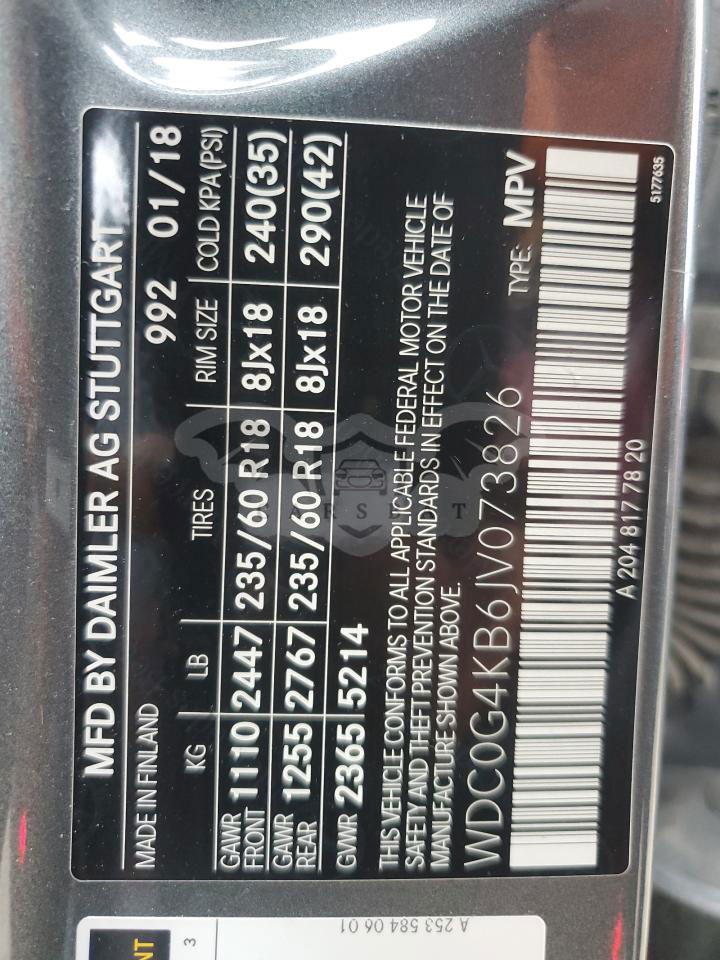 MFD BY DAIMLER AG STUTTGART
MADE IN FINLAND 992 01/18
KG LB TIRES RIM SIZE COLD KPA(PSI)
GAWR FRONT 1110 2447 235/60 R18 8Jx18 240(35)
GAWR REAR 1255 2767 235/60 R18 8Jx18 290(42)
GVWR 2365 5214
THIS VEHICLE CONFORMS TO ALL APPLICABLE FEDERAL MOTOR VEHICLE
SAFETY AND THEFT PREVENTION STANDARDS IN EFFECT ON THE DATE OF
MANUFACTURE SHOWN ABOVE.
WDC0G4KB6JV073826 TYPE: MPV
A 204 817 78 20
5177635
A 253 584 06 01
3
NT